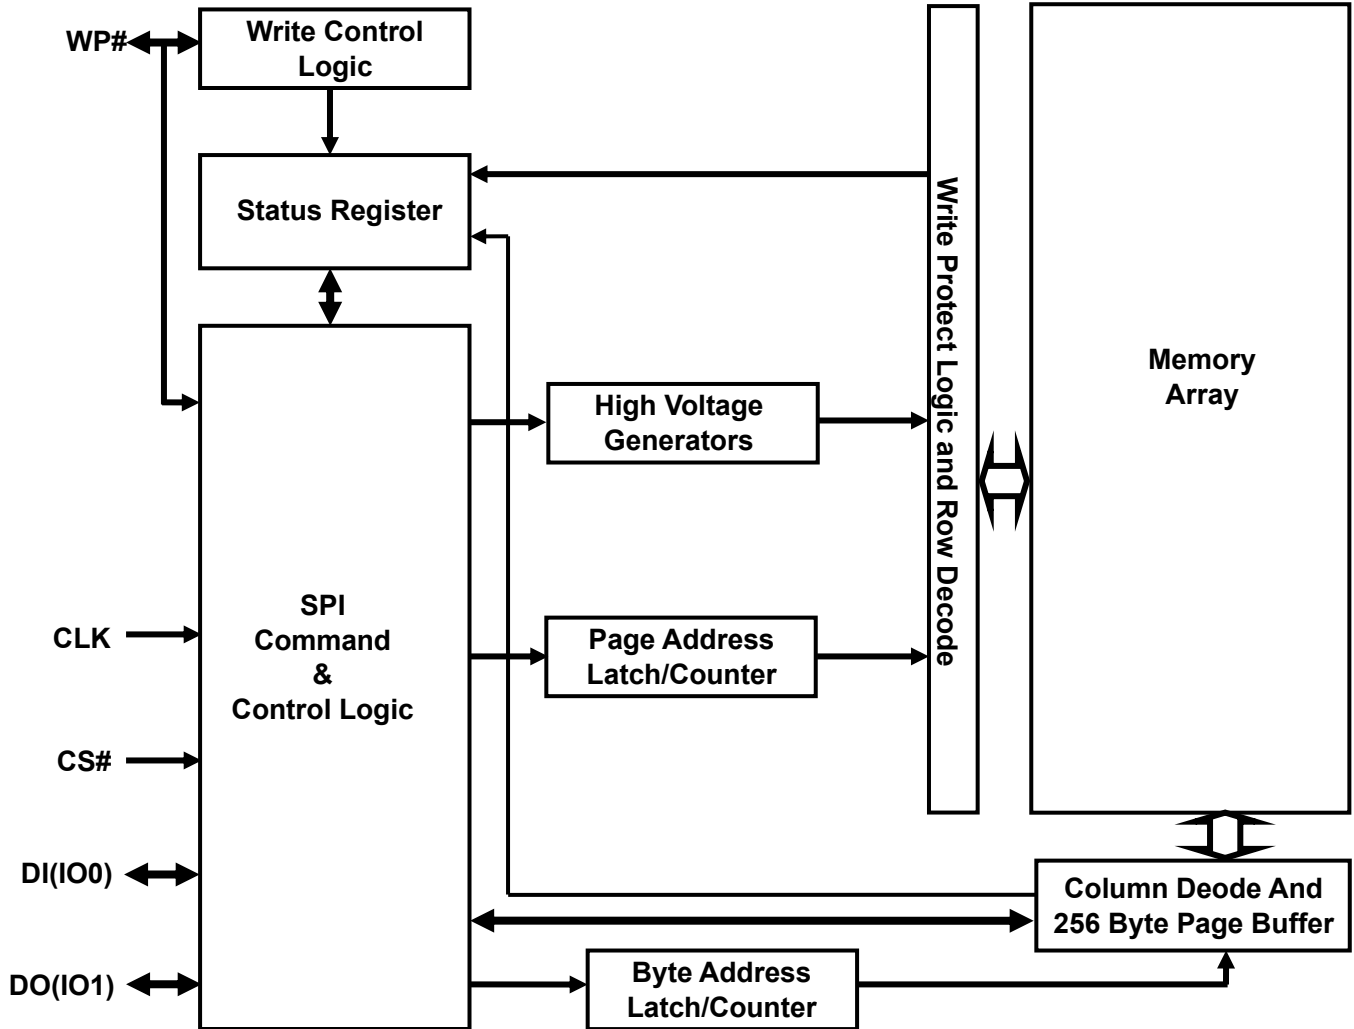 WP#
Write Control
Logic
Status Register
Write Protect Logic and Row Decode
Memory
Array
High Voltage
Generators
SPI
Command
&
Control Logic
Page Address
Latch/Counter
CLK
CS#
DI(IO0)
Column Deode And
256 Byte Page Buffer
DO(IO1)
Byte Address
Latch/Counter